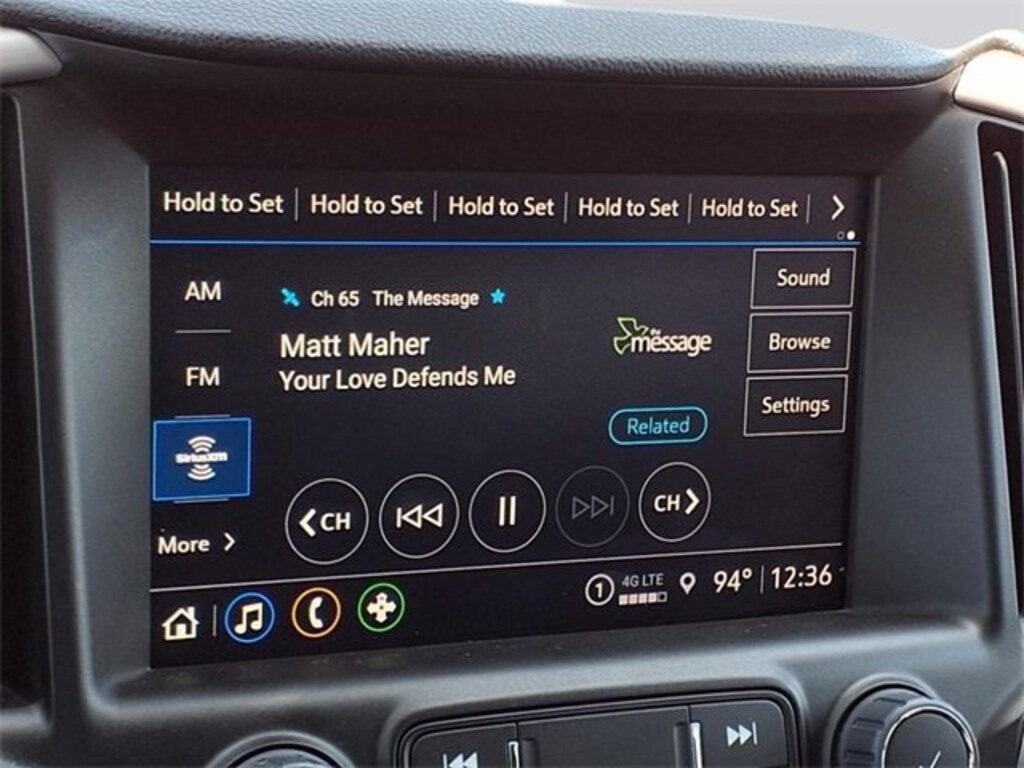 Hold to Set Hold to Set Hold to Set Hold to Set Hold to Set
AM
Ch 65 The Message
Sound
the message
Matt Maher
Browse
FM
Your Love Defends Me
Settings
Related
SiriusXM
CH
CH
More
1 4G LTE 94° 12:36